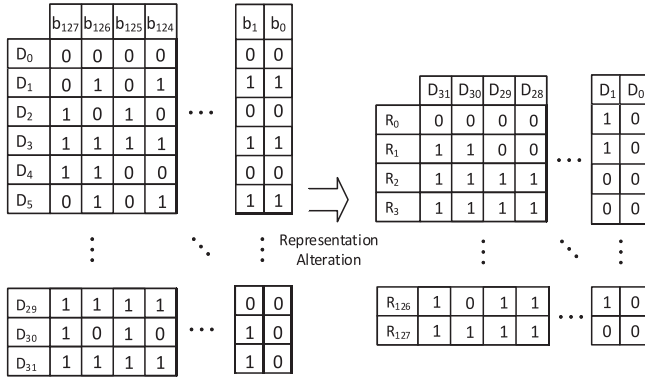 b127 b126 b125 b124 b1 b0
D0 0 0 0 0 0 0
D1 0 1 0 1 1 1
D2 1 0 1 0 ... 0 0
D3 1 1 1 1 1 1
D4 1 1 0 0 0 0
D5 0 1 0 1 1 1
D29 1 1 1 1 0 0
D30 1 0 1 0 ... 1 0
D31 1 1 1 1 1 0
Representation
Alteration
D31 D30 D29 D28 D1 D0
R0 0 0 0 0 1 0
R1 1 1 0 0 ... 1 0
R2 1 1 1 1 0 0
R3 1 1 1 1 0 0
R126 1 0 1 1 ... 1 0
R127 1 1 1 1 0 0